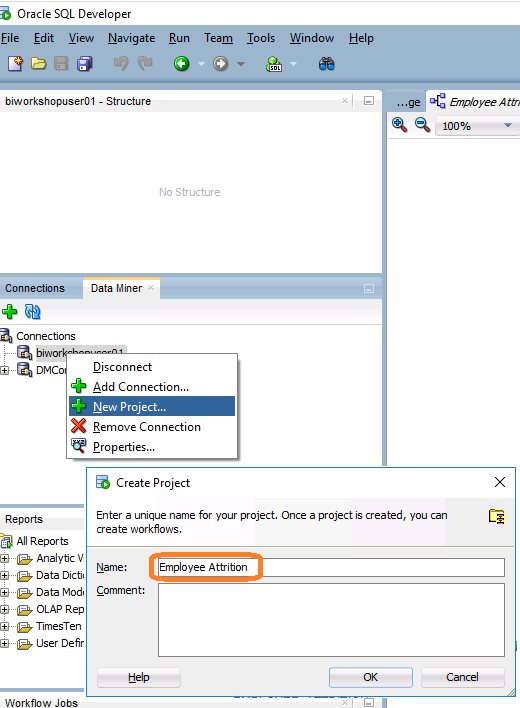 Oracle SQL Developer
File Edit View Navigate Run Team Tools Window Help
biworkshopuser01 - Structure
...ge Employee Attri
100%
No Structure
Connections Data Miner
Connections
biworkshopuser01
DMCon
Disconnect
Add Connection...
New Project...
Remove Connection
Properties...
Create Project
Enter a unique name for your project. Once a project is created, you can
create workflows.
Name: Employee Attrition
Comment:
Help OK Cancel
Reports
All Reports
Analytic V
Data Dictio
Data Mode
OLAP Rep
TimesTen
User Defin
Workflow Jobs